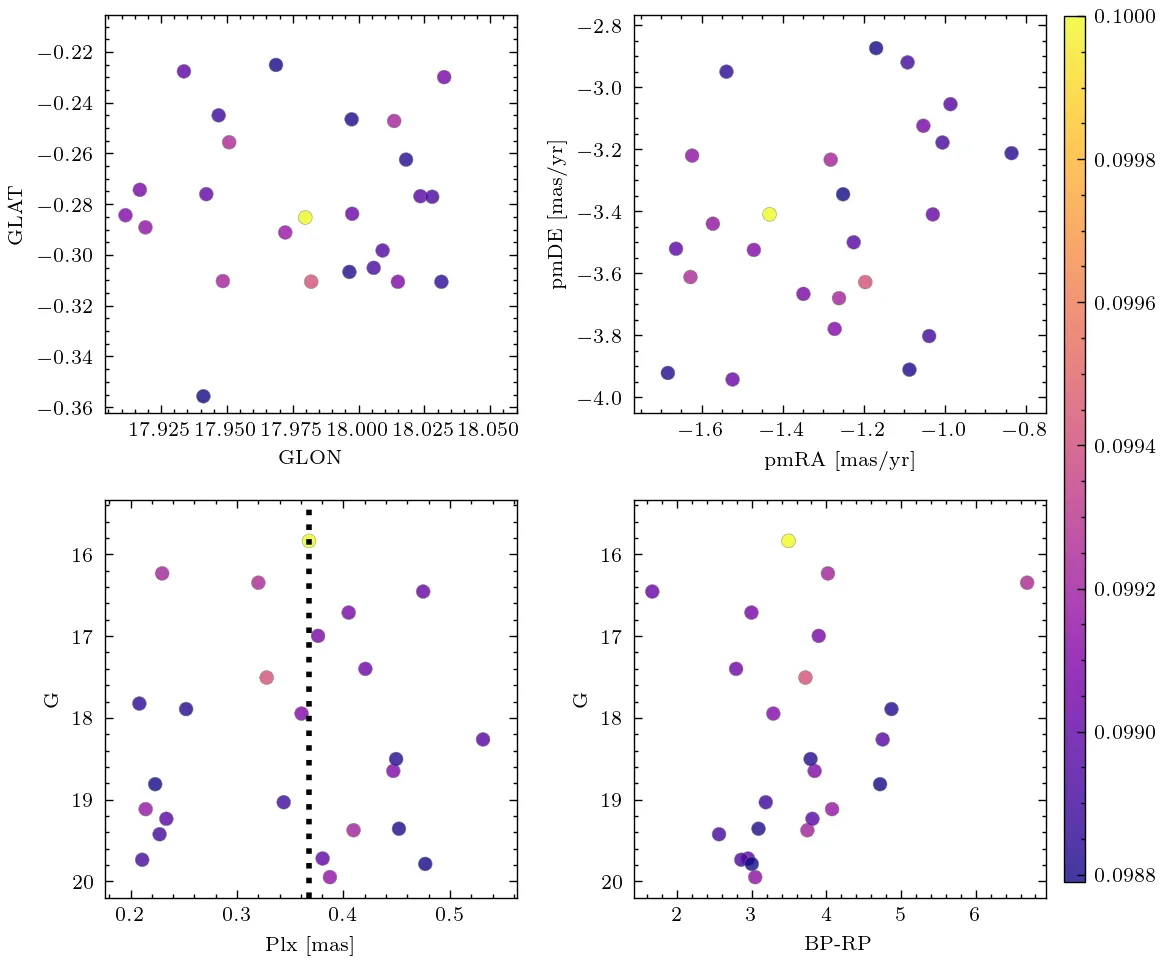 −0.22
−0.24
−0.26
−0.28
−0.30
−0.32
−0.34
−0.36
GLAT
17.925 17.950 17.975 18.000 18.025 18.050
GLON
−2.8
−3.0
−3.2
−3.4
−3.6
−3.8
−4.0
pmDE [mas/yr]
−1.6 −1.4 −1.2 −1.0 −0.8
pmRA [mas/yr]
16
17
18
19
20
G
0.2 0.3 0.4 0.5
Plx [mas]
16
17
18
19
20
G
2 3 4 5 6
BP-RP
0.1000
0.0998
0.0996
0.0994
0.0992
0.0990
0.0988